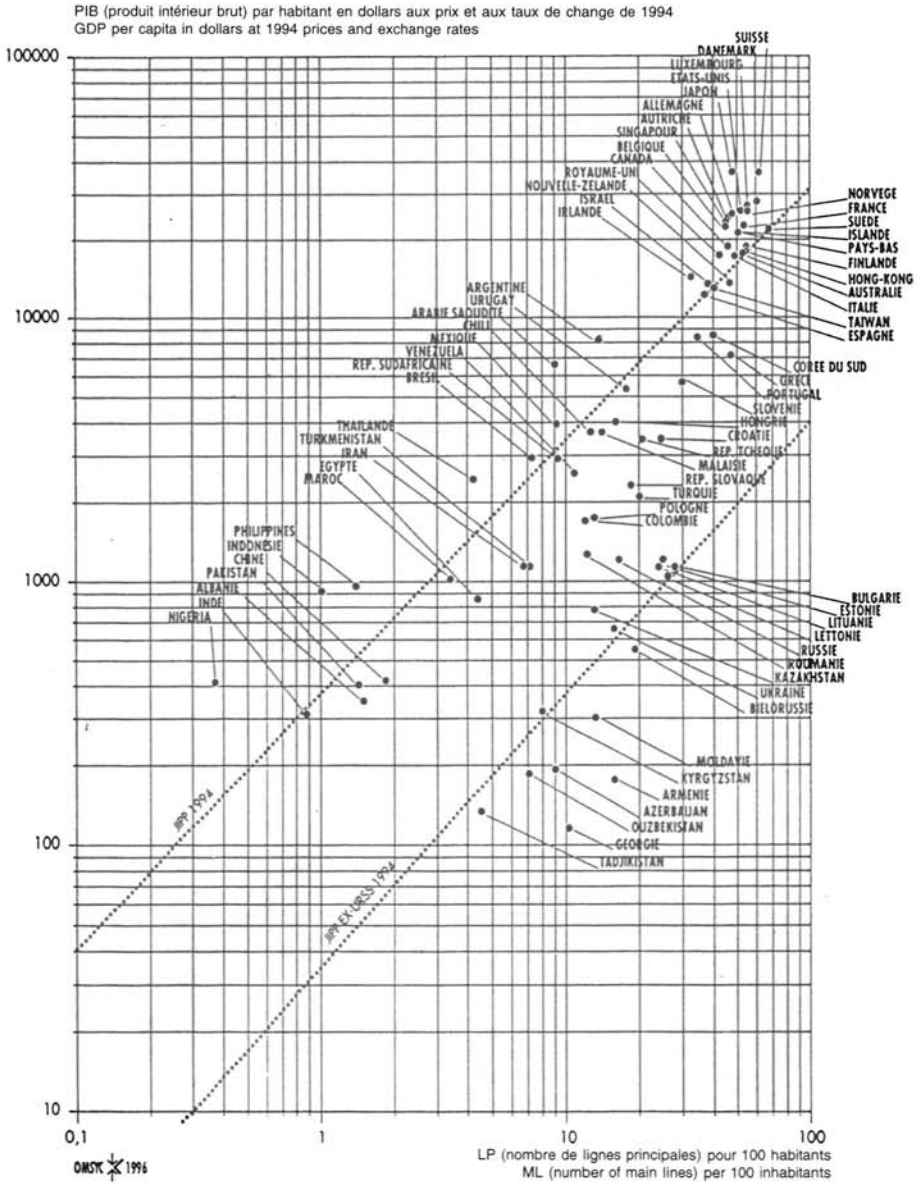 PIB (produit intérieur brut) par habitant en dollars aux prix et aux taux de change de 1994
GDP per capita in dollars at 1994 prices and exchange rates
100000
SUISSE
DANEMARK
LUXEMBOURG
ETATS-UNIS
JAPON
ALLEMAGNE
AUTRICHE
SINGAPOUR
BELGIQUE
CANADA
ROYAUME-UNI
NOUVELLE-ZELANDE
ISRAEL
IRLANDE
NORVEGE
FRANCE
SUEDE
ISLANDE
PAYS-BAS
FINLANDE
HONG-KONG
AUSTRALIE
ITALIE
TAIWAN
ESPAGNE
10000
ARGENTINE
URUGAY
ARABIE SAOUDITE
CHILI
MEXIQUE
VENEZUELA
REP. SUDAFRICAINE
BRESIL
COREE DU SUD
GRECE
PORTUGAL
SLOVENIE
HONGRIE
CROATIE
REP. TCHEQUE
MALAISIE
REP. SLOVAQUE
TURQUIE
POLOGNE
COLOMBIE
THAILANDE
TURKMENISTAN
IRAN
EGYPTE
MAROC
1000
PHILIPPINES
INDONESIE
CHINE
PAKISTAN
ALBANIE
INDE
NIGERIA
BULGARIE
ESTONIE
LITUANIE
LETTONIE
RUSSIE
ROUMANIE
KAZAKHSTAN
UKRAINE
BIELORUSSIE
MOLDAVIE
KYRGYZSTAN
ARMENIE
AZERBAIJAN
OUZBEKISTAN
GEORGIE
TADJIKISTAN
100
JIPP 1994
JIPP EX-URSS 1994
10
0,1
1
10
100
LP (nombre de lignes principales) pour 100 habitants
ML (number of main lines) per 100 inhabitants
OMSYC 1996